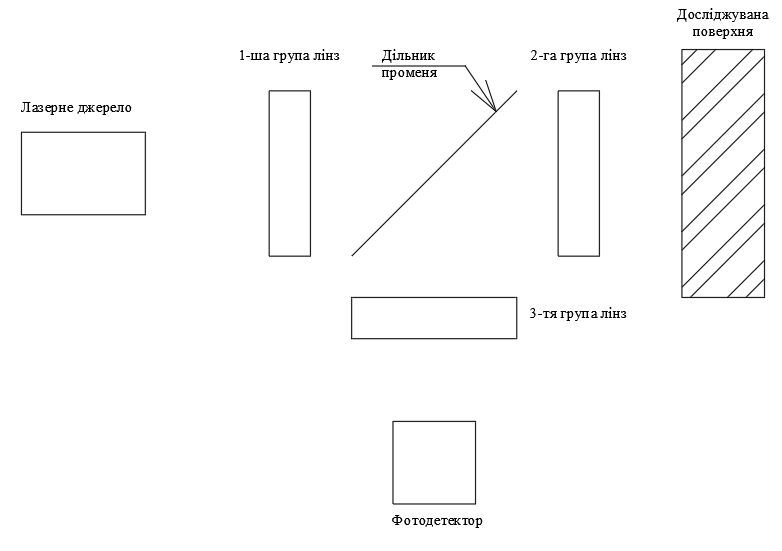 Досліджувана
поверхня
1-ша група лінз
Дільник
променя
2-га група лінз
Лазерне джерело
3-тя група лінз
Фотодетектор